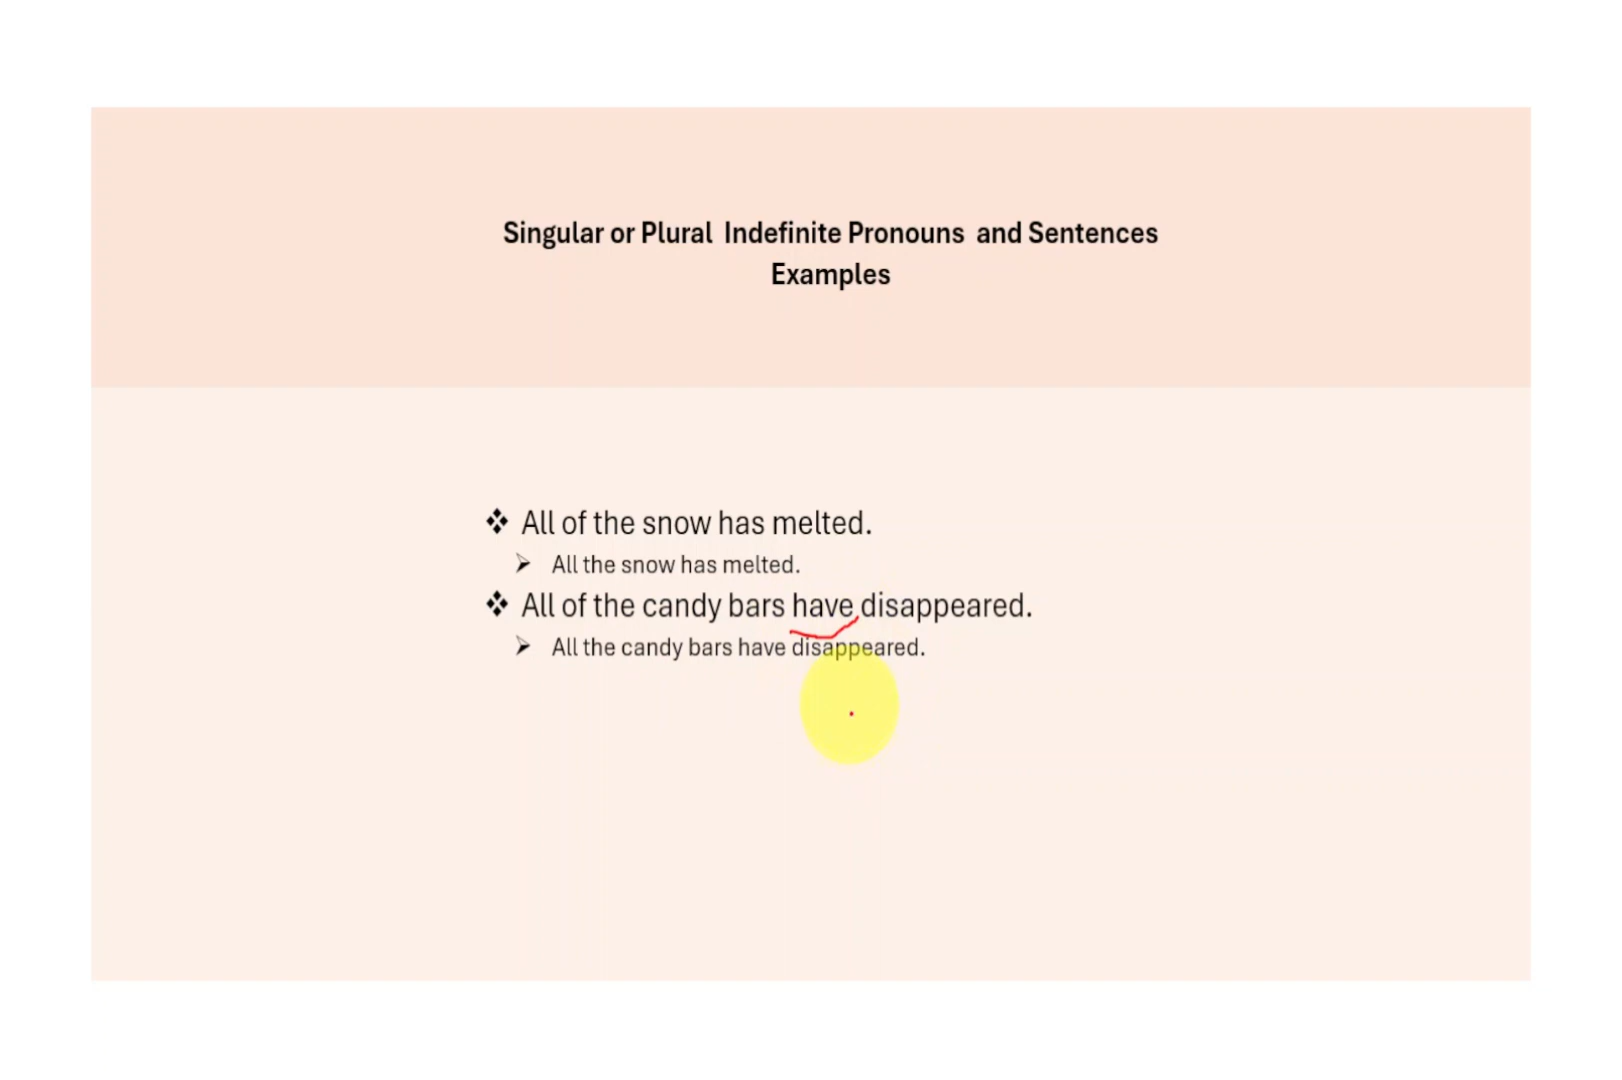 Singular or Plural Indefinite Pronouns and Sentences
Examples
❖ All of the snow has melted.
➢ All the snow has melted.
❖ All of the candy bars have disappeared.
➢ All the candy bars have disappeared.